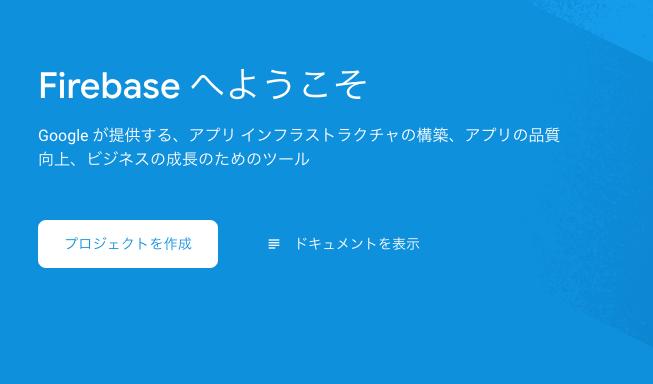 Firebase へようこそ
Google が提供する、アプリ インフラストラクチャの構築、アプリの品質
向上、ビジネスの成長のためのツール
プロジェクトを作成
ドキュメントを表示